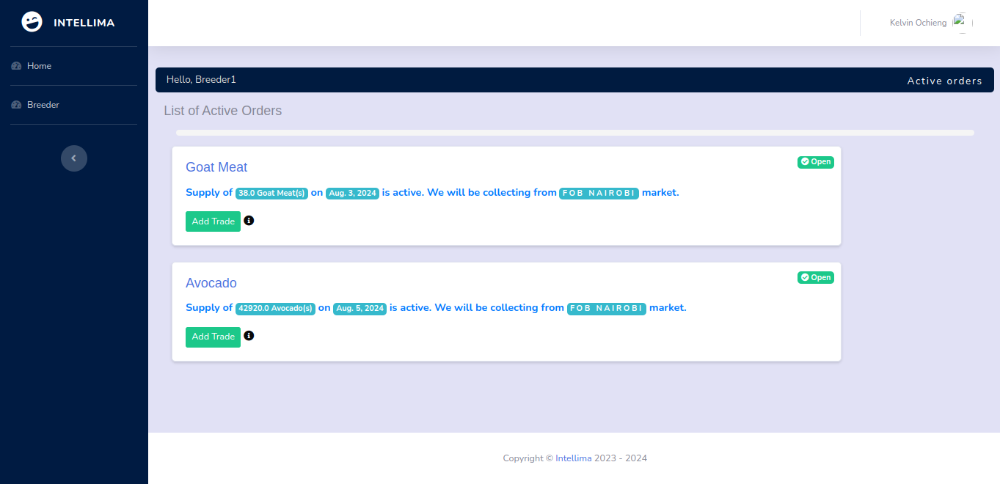 INTELLIMA
Home
Breeder
Kelvin Ochieng
Hello, Breeder1
Active orders
List of Active Orders
Goat Meat
Open
Supply of 38.0 Goat Meat(s) on Aug. 3, 2024 is active. We will be collecting from FOB NAIROBI market.
Add Trade
Avocado
Open
Supply of 42920.0 Avocado(s) on Aug. 5, 2024 is active. We will be collecting from FOB NAIROBI market.
Add Trade
Copyright © Intellima 2023 - 2024